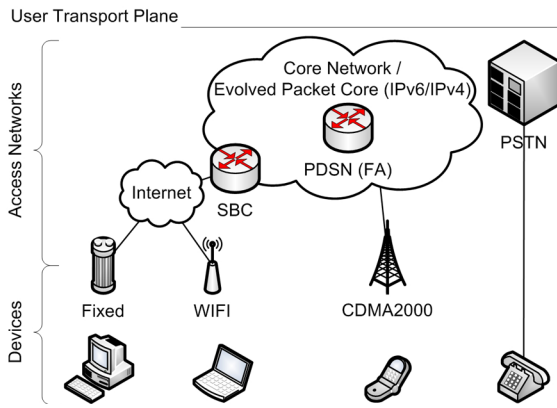 User Transport Plane
Access Networks
Core Network /
Evolved Packet Core (IPv6/IPv4)
PSTN
PDSN (FA)
Internet
SBC
Devices
Fixed
WIFI
CDMA2000